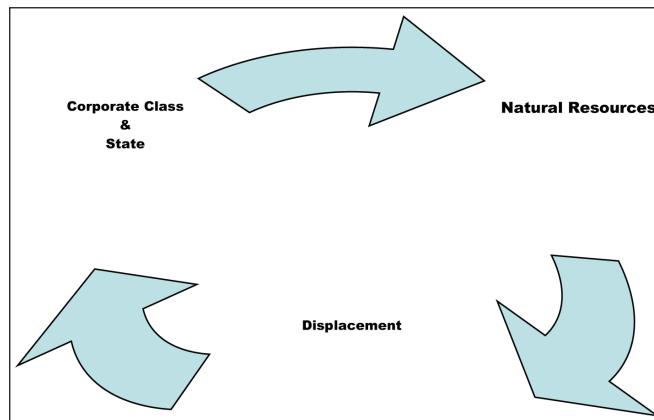 Corporate Class
&
State
Natural Resources
Displacement